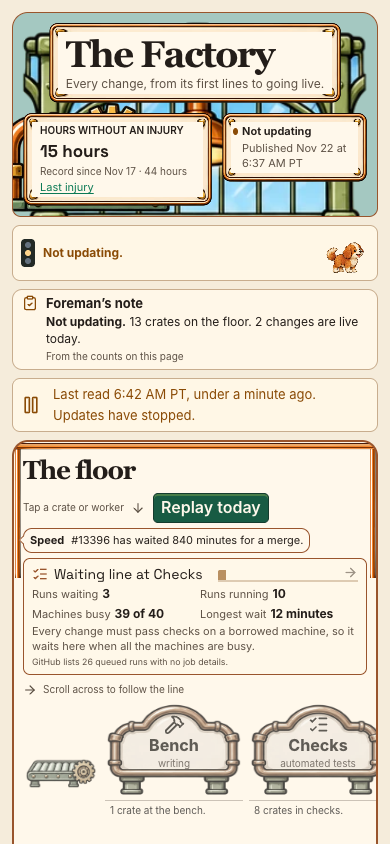 The Factory
Every change, from its first lines to going live.
HOURS WITHOUT AN INJURY
15 hours
Record since Nov 17 · 44 hours
Last injury
Not updating
Published Nov 22 at
6:37 AM PT
Not updating.
Foreman's note
Not updating. 13 crates on the floor. 2 changes are live
today.
From the counts on this page
Last read 6:42 AM PT, under a minute ago.
Updates have stopped.
The floor
Tap a crate or worker ↓
Replay today
Speed #13396 has waited 840 minutes for a merge.
Waiting line at Checks →
Runs waiting 3
Runs running 10
Machines busy 39 of 40
Longest wait 12 minutes
Every change must pass checks on a borrowed machine, so it
waits here when all the machines are busy.
GitHub lists 26 queued runs with no job details.
→ Scroll across to follow the line
Bench
writing
Checks
automated tests
1 crate at the bench.
8 crates in checks.